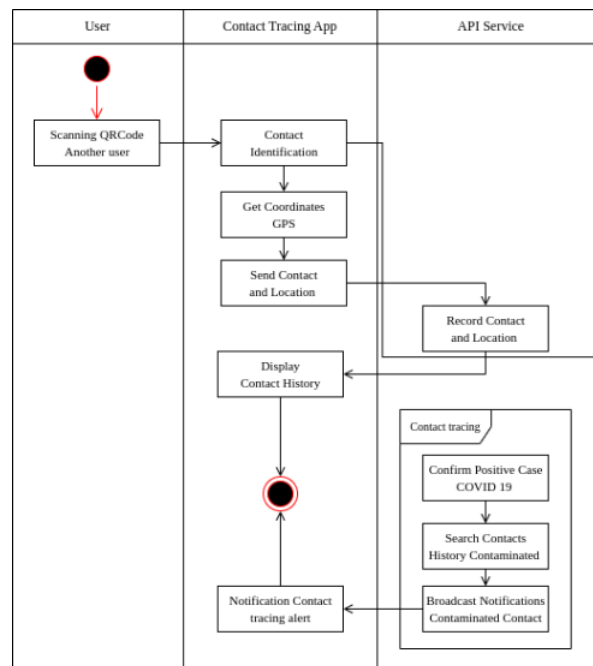 User
Contact Tracing App
API Service
Scanning QRCode
Another user
Contact
Identification
Get Coordinates
GPS
Send Contact
and Location
Record Contact
and Location
Display
Contact History
Contact tracing
Confirm Positive Case
COVID 19
Search Contacts
History Contaminated
Broadcast Notifications
Contaminated Contact
Notification Contact
tracing alert